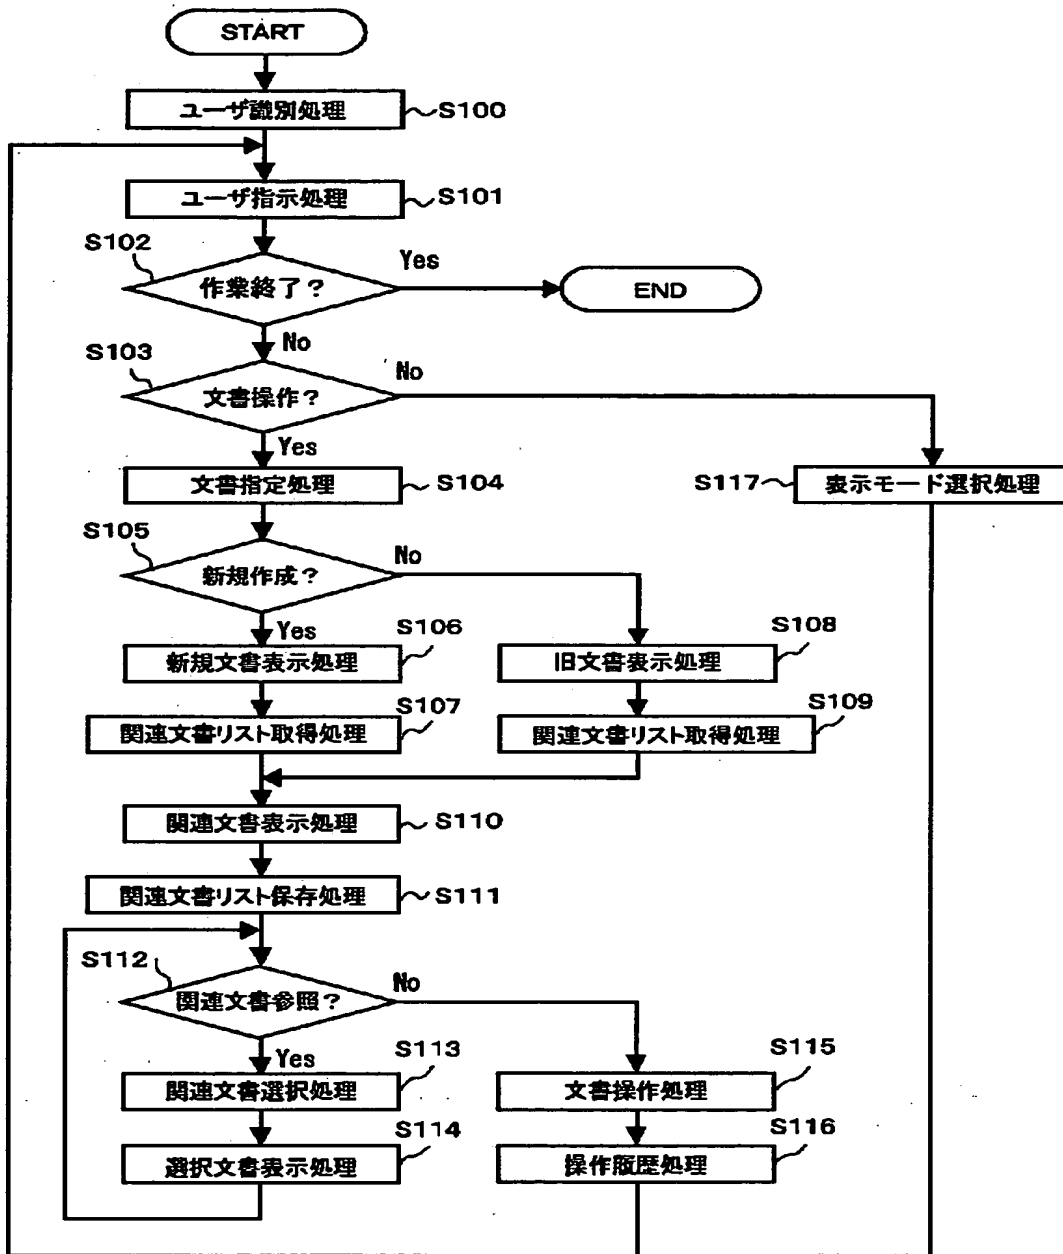 START
ユーザ識別処理 S100
ユーザ指示処理 S101
S102
作業終了? Yes
END
No
S103
文書操作? No
Yes
文書指定処理 S104
S117 表示モード選択処理
S105
新規作成? No
Yes
S106
新規文書表示処理
S108
旧文書表示処理
S107
関連文書リスト取得処理
S109
関連文書リスト取得処理
関連文書表示処理 S110
関連文書リスト保存処理 S111
S112
関連文書参照? No
Yes
S113
関連文書選択処理
S115
文書操作処理
S114
選択文書表示処理
S116
操作履歴処理